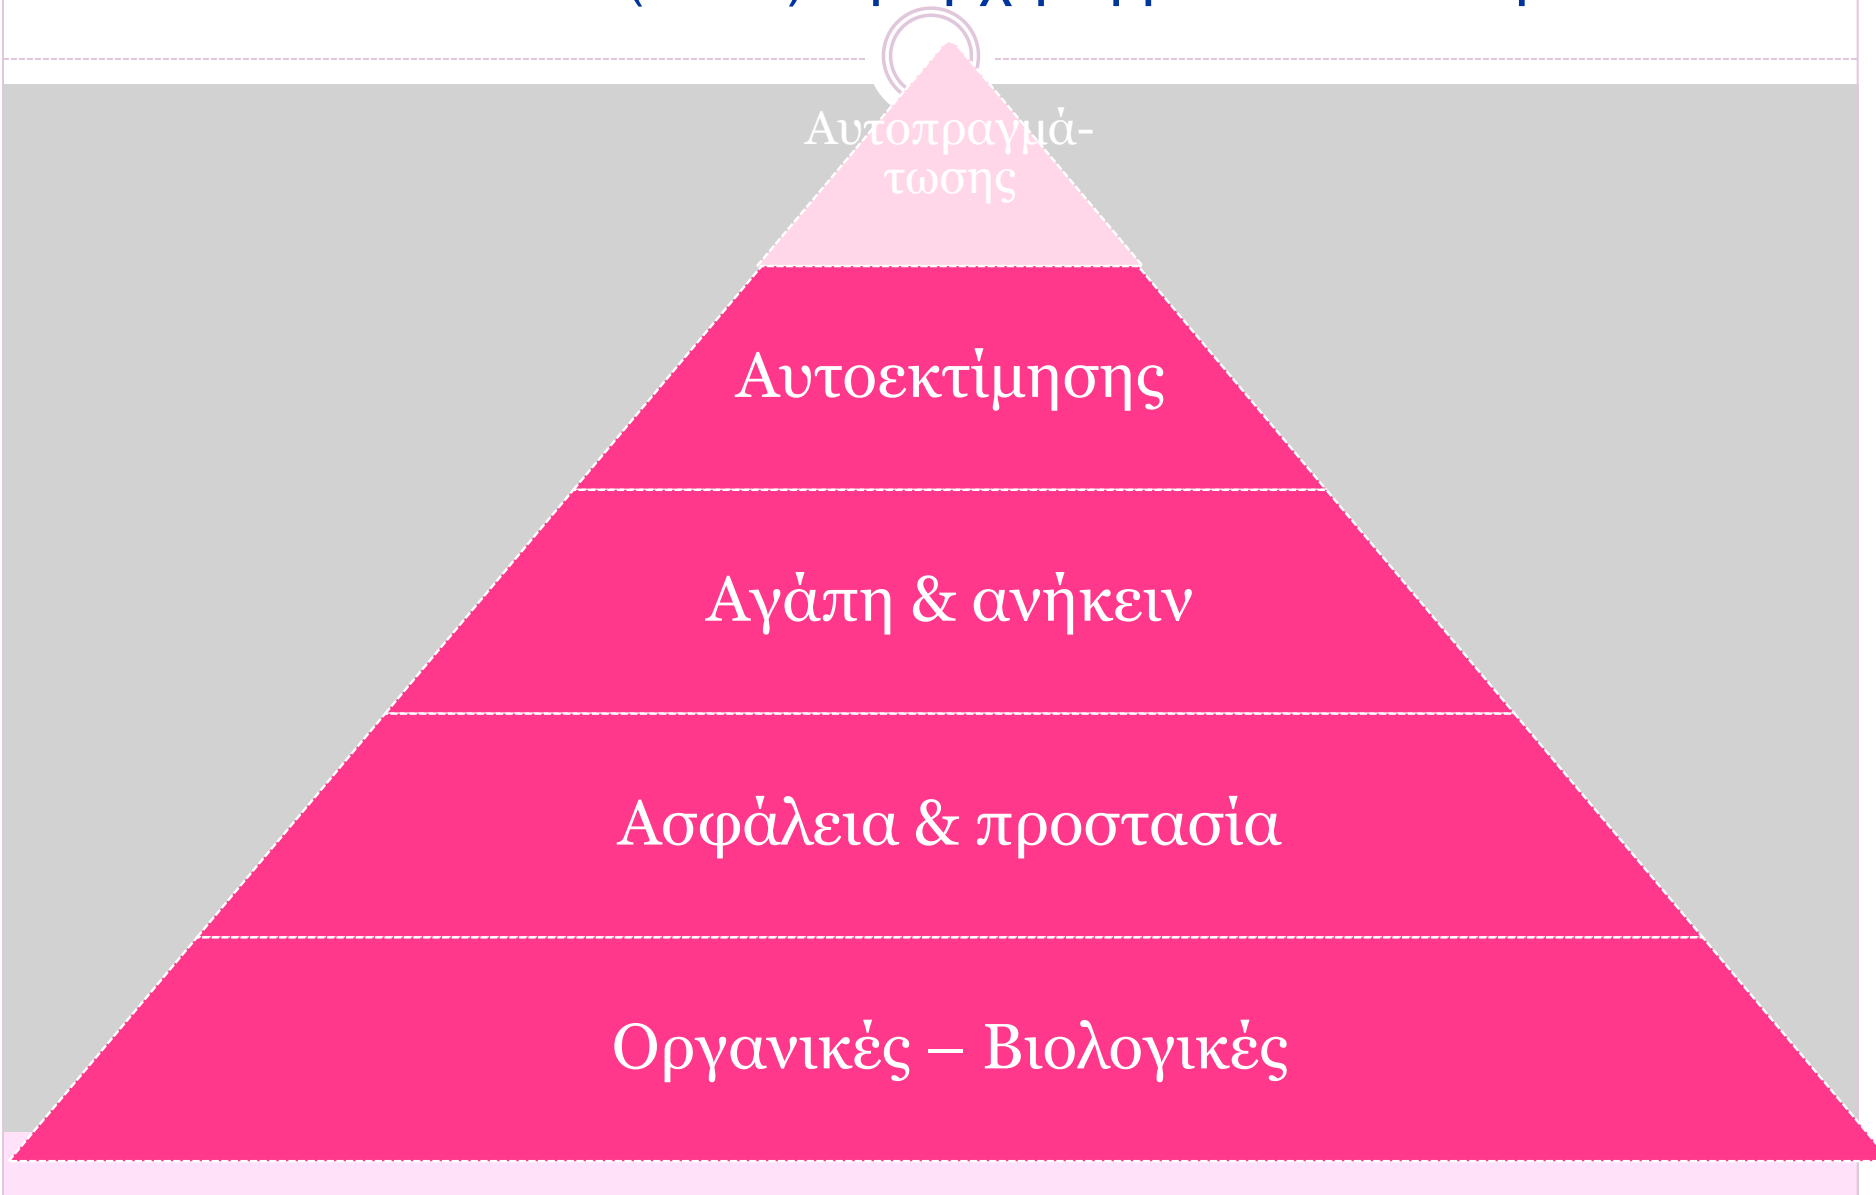 Αυτοπραγμά-
τωσης
Αυτοεκτίμησης
Αγάπη & ανήκειν
Ασφάλεια & προστασία
Οργανικές – Βιολογικές